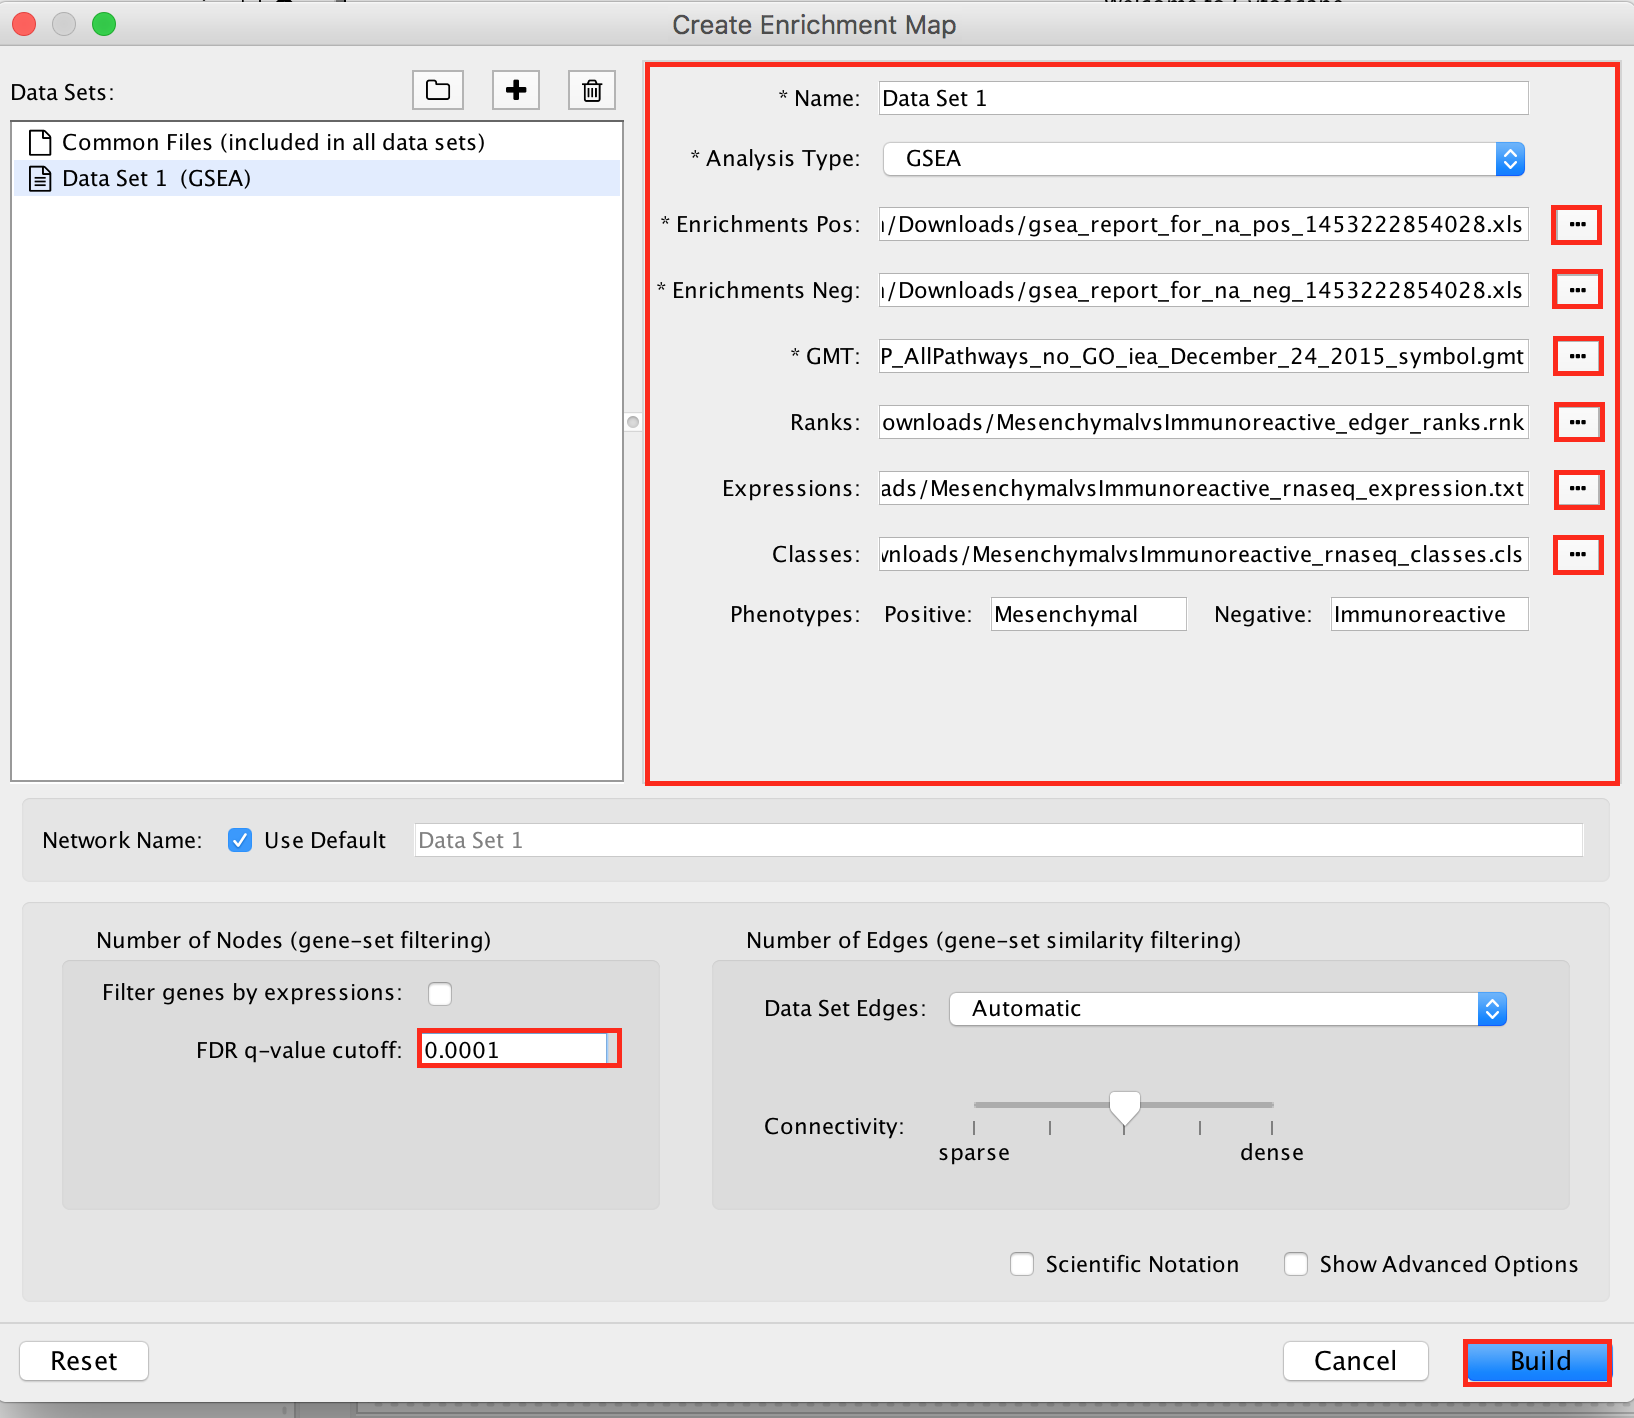 Create Enrichment Map
Data Sets:
Common Files (included in all data sets)
Data Set 1 (GSEA)
* Name: Data Set 1
* Analysis Type: GSEA
* Enrichments Pos: /Downloads/gsea_report_for_na_pos_1453222854028.xls ...
* Enrichments Neg: /Downloads/gsea_report_for_na_neg_1453222854028.xls ...
* GMT: P_AllPathways_no_GO_iea_December_24_2015_symbol.gmt ...
Ranks: ownloads/MesenchymalvsImmunoreactive_edger_ranks.rnk ...
Expressions: ads/MesenchymalvsImmunoreactive_rnaseq_expression.txt ...
Classes: wnloads/MesenchymalvsImmunoreactive_rnaseq_classes.cls ...
Phenotypes: Positive: Mesenchymal Negative: Immunoreactive
Network Name: Use Default Data Set 1
Number of Nodes (gene-set filtering)
Filter genes by expressions:
FDR q-value cutoff: 0.0001
Number of Edges (gene-set similarity filtering)
Data Set Edges: Automatic
Connectivity:
sparse dense
Scientific Notation Show Advanced Options
Reset Cancel Build